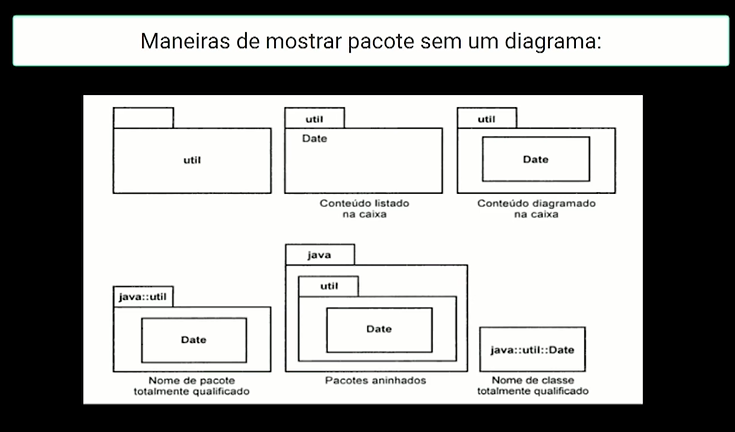 Maneiras de mostrar pacote sem um diagrama:
util
util
Date
Conteúdo listado
na caixa
util
Date
Conteúdo diagramado
na caixa
java::util
Date
Nome de pacote
totalmente qualificado
java
util
Date
Pacotes aninhados
java::util::Date
Nome de classe
totalmente qualificado